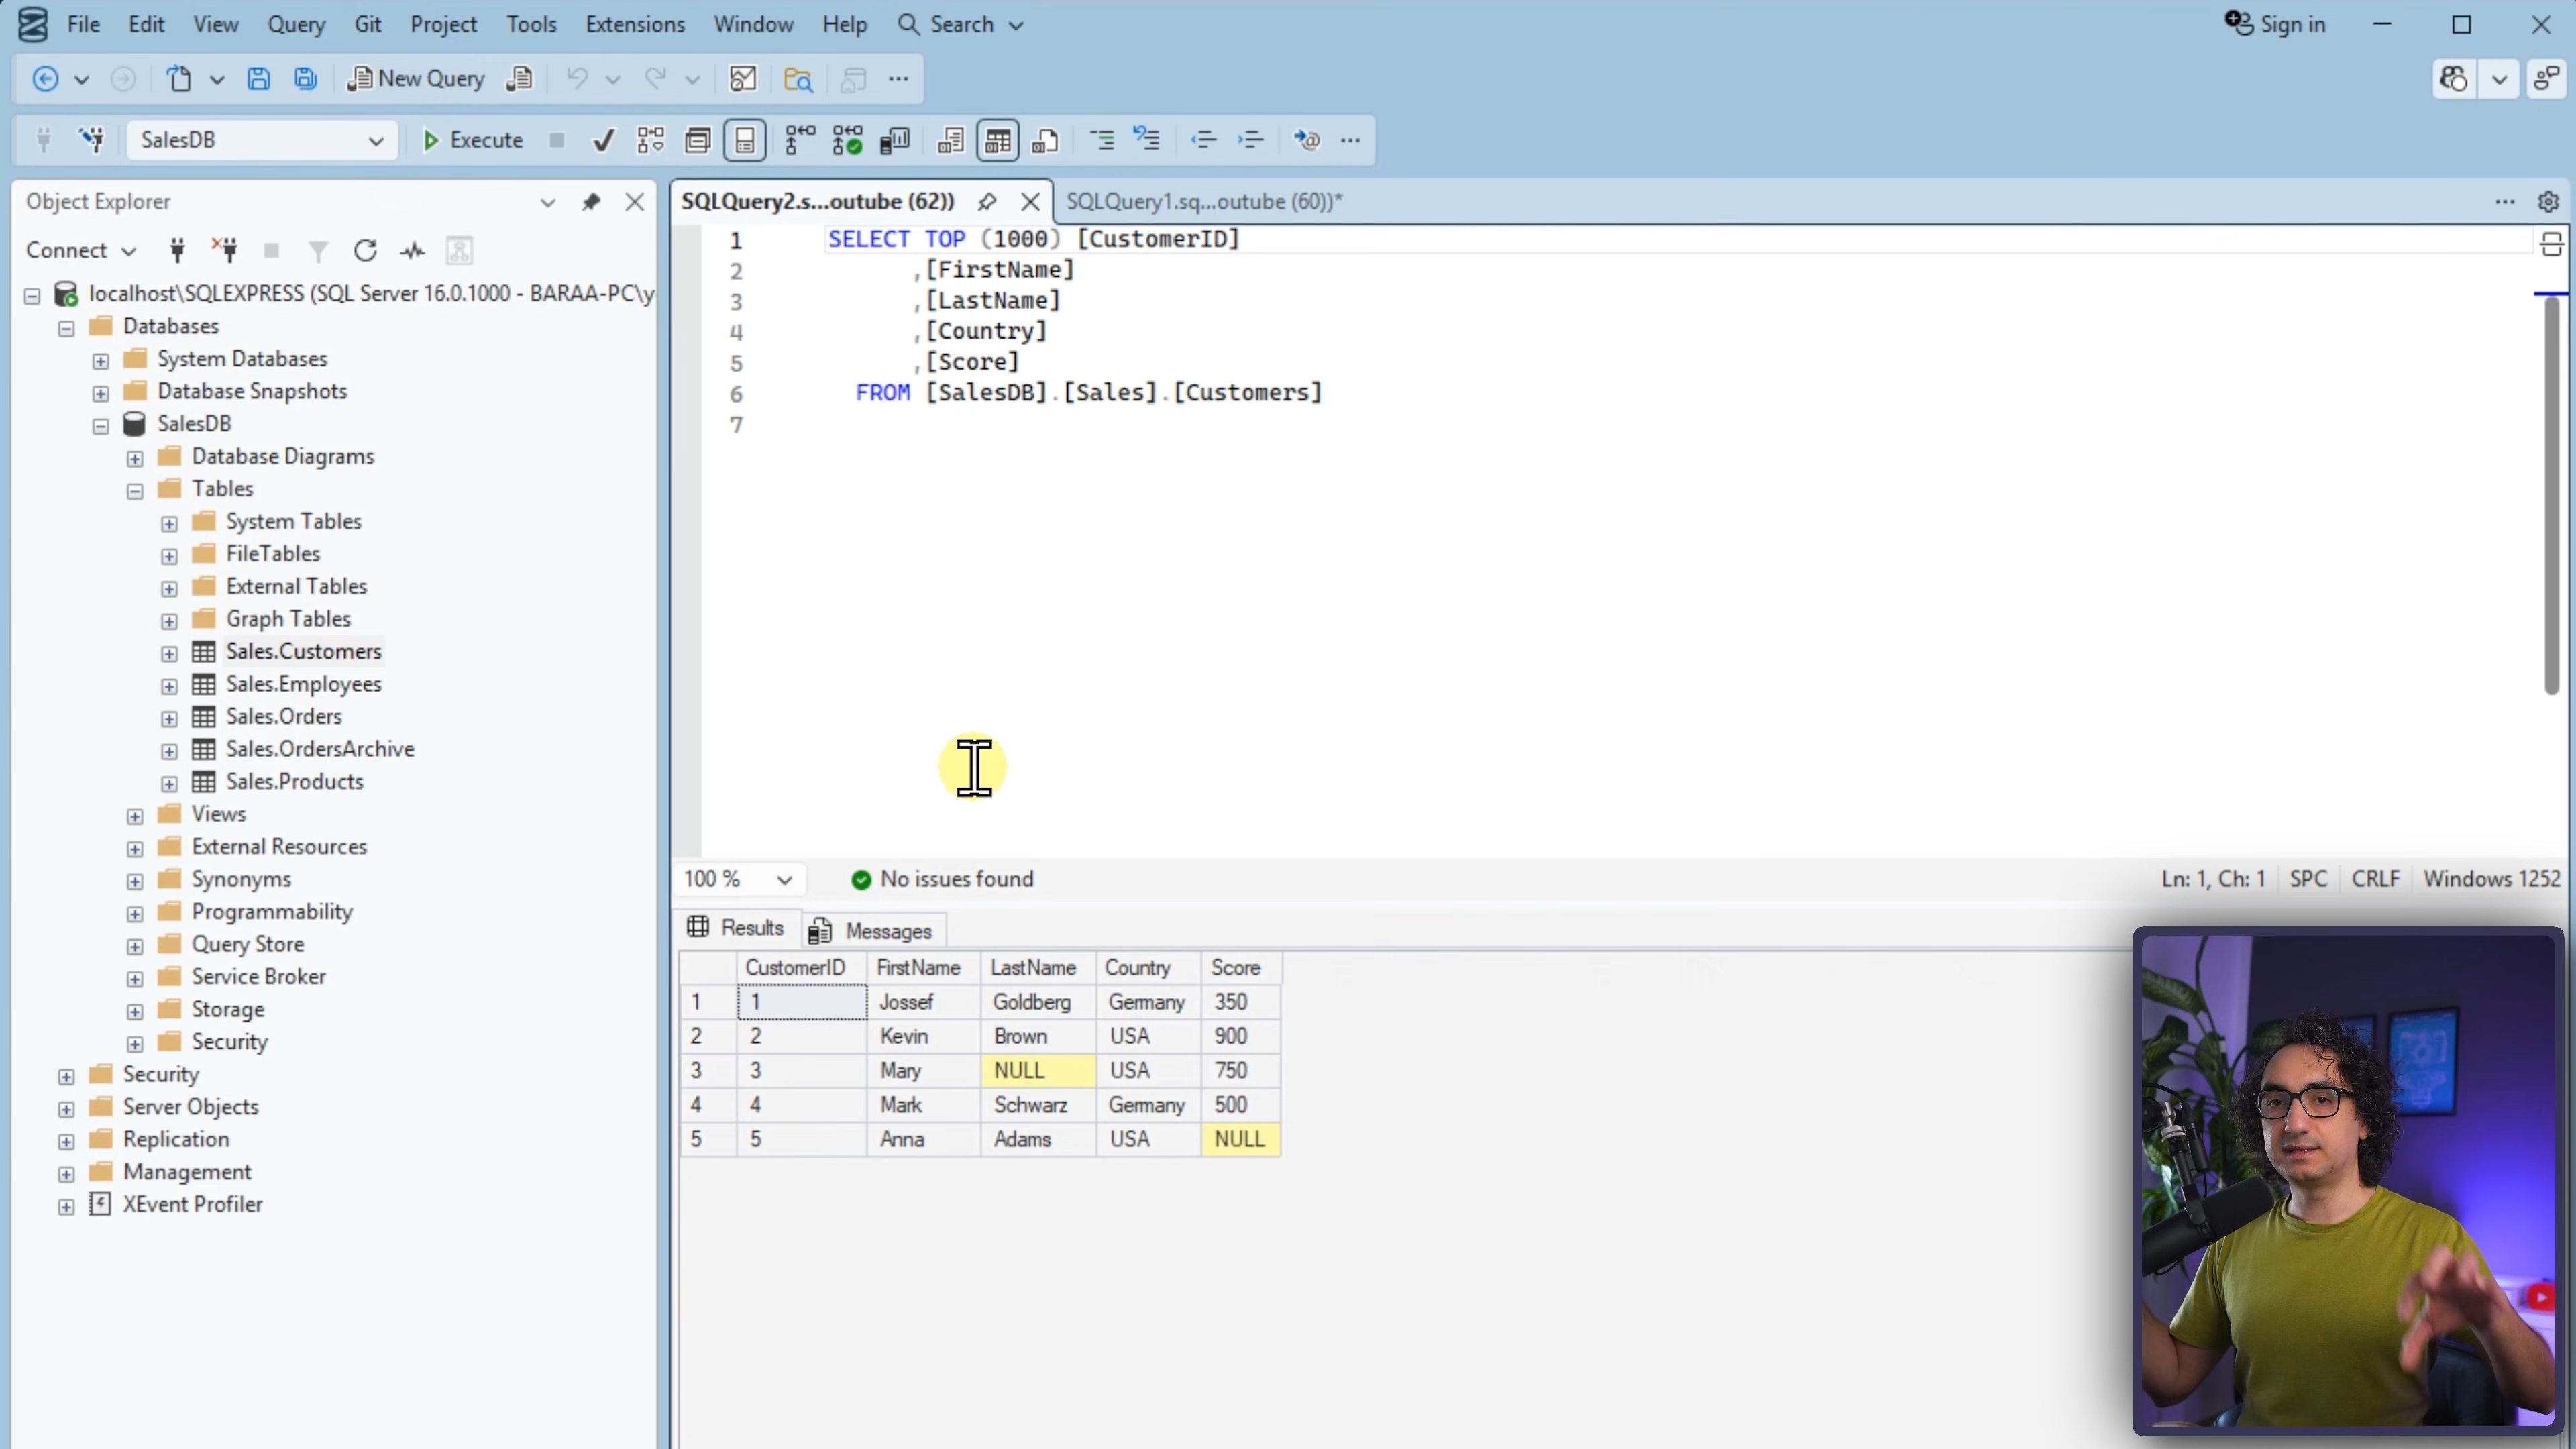 File Edit View Query Git Project Tools Extensions Window Help Search Sign in
New Query
SalesDB Execute
Object Explorer
Connect
localhost\SQLEXPRESS (SQL Server 16.0.1000 - BARAA-PC\y
Databases
System Databases
Database Snapshots
SalesDB
Database Diagrams
Tables
System Tables
FileTables
External Tables
Graph Tables
Sales.Customers
Sales.Employees
Sales.Orders
Sales.OrdersArchive
Sales.Products
Views
External Resources
Synonyms
Programmability
Query Store
Service Broker
Storage
Security
Security
Server Objects
Replication
Management
XEvent Profiler
SQLQuery2.s...outube (62)) SQLQuery1.sq...outube (60))*
1 SELECT TOP (1000) [CustomerID]
2 ,[FirstName]
3 ,[LastName]
4 ,[Country]
5 ,[Score]
6 FROM [SalesDB].[Sales].[Customers]
7
100 % No issues found Ln: 1, Ch: 1 SPC CRLF Windows 1252
Results Messages
CustomerID FirstName LastName Country Score
1 1 Jossef Goldberg Germany 350
2 2 Kevin Brown USA 900
3 3 Mary NULL USA 750
4 4 Mark Schwarz Germany 500
5 5 Anna Adams USA NULL